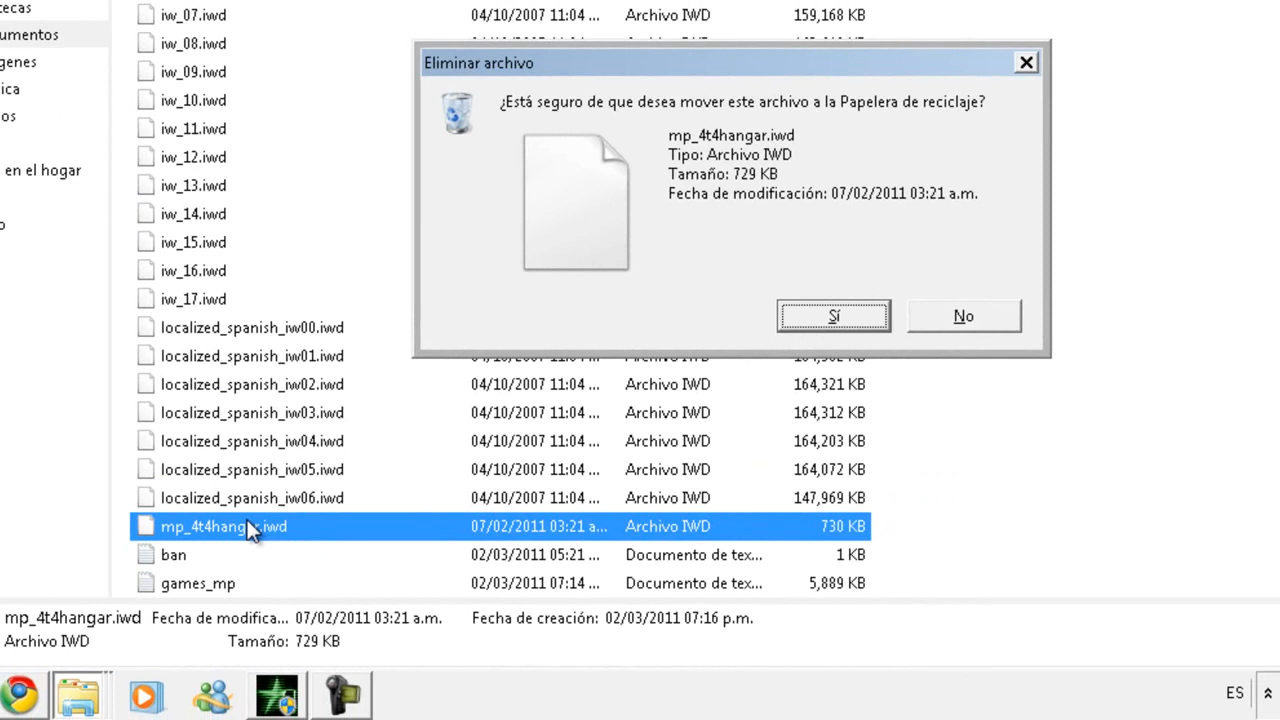 tecas
umentos
genes
ica
os
en el hogar
o
iw_07.iwd 04/10/2007 11:04 ... Archivo IWD 159,168 KB
iw_08.iwd
iw_09.iwd
iw_10.iwd
iw_11.iwd
iw_12.iwd
iw_13.iwd
iw_14.iwd
iw_15.iwd
iw_16.iwd
iw_17.iwd
localized_spanish_iw00.iwd
localized_spanish_iw01.iwd
localized_spanish_iw02.iwd 04/10/2007 11:04 ... Archivo IWD 164,321 KB
localized_spanish_iw03.iwd 04/10/2007 11:04 ... Archivo IWD 164,312 KB
localized_spanish_iw04.iwd 04/10/2007 11:04 ... Archivo IWD 164,203 KB
localized_spanish_iw05.iwd 04/10/2007 11:04 ... Archivo IWD 164,072 KB
localized_spanish_iw06.iwd 04/10/2007 11:04 ... Archivo IWD 147,969 KB
mp_4t4hangar.iwd 07/02/2011 03:21 a... Archivo IWD 730 KB
ban 02/03/2011 05:21 ... Documento de tex... 1 KB
games_mp 02/03/2011 07:14 ... Documento de tex... 5,889 KB
Eliminar archivo
¿Está seguro de que desea mover este archivo a la Papelera de reciclaje?
mp_4t4hangar.iwd
Tipo: Archivo IWD
Tamaño: 729 KB
Fecha de modificación: 07/02/2011 03:21 a.m.
Sí No
mp_4t4hangar.iwd Fecha de modifica... 07/02/2011 03:21 a.m. Fecha de creación: 02/03/2011 07:16 p.m.
Archivo IWD Tamaño: 729 KB
ES